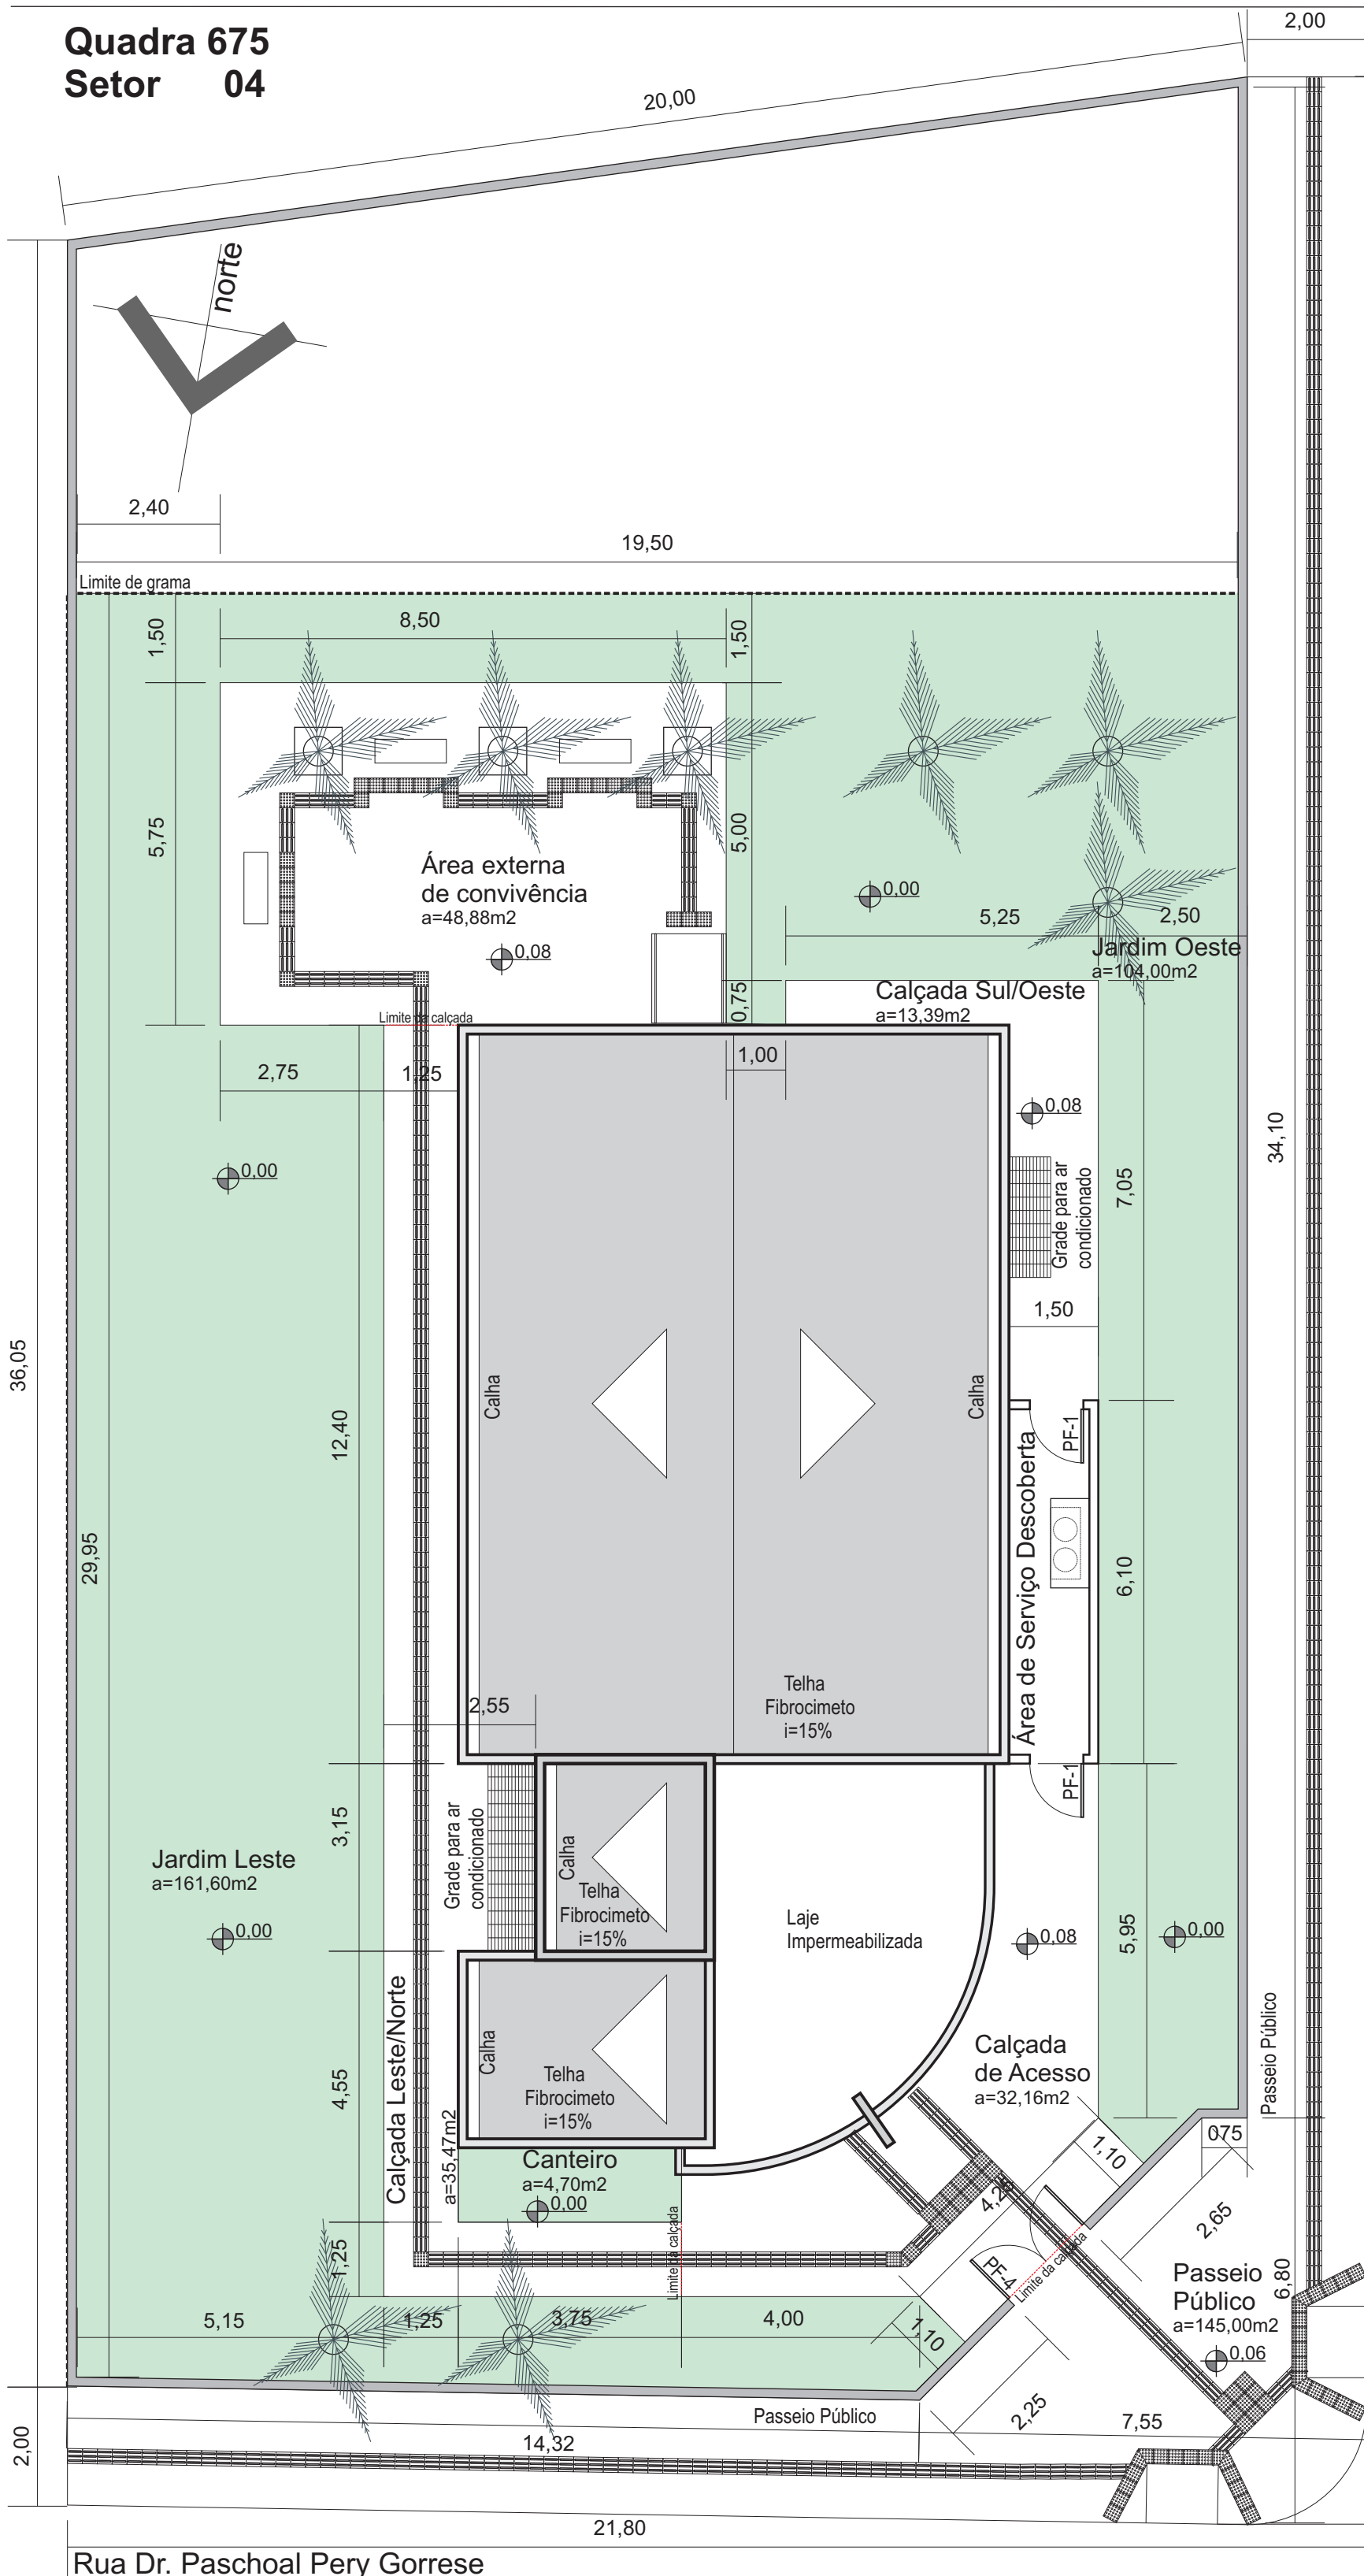 Quadra 675
Setor 04
2,00
20,00
norte
2,40
19,50
Limite de grama
1,50
8,50
1,50
5,75
5,00
Área externa
de convivência
a=48,88m2
0,08
0,00
5,25
2,50
Jardim Oeste
a=104,00m2
Calçada Sul/Oeste
a=13,39m2
0,75
Limite da calçada
2,75
1,25
1,00
0,08
0,00
34,10
7,05
Grade para ar
condicionado
1,50
36,05
Calha
Calha
12,40
PF-1
Área de Serviço Descoberta
29,95
6,10
Telha
Fibrocimeto
i=15%
2,55
PF-1
3,15
Grade para ar
condicionado
Calha
Telha
Fibrocimeto
i=15%
Jardim Leste
a=161,60m2
0,00
Laje
Impermeabilizada
0,08
5,95
0,00
Passeio Público
Calçada Leste/Norte
a=35,47m2
4,55
Calha
Telha
Fibrocimeto
i=15%
Calçada
de Acesso
a=32,16m2
075
1,10
Canteiro
a=4,70m2
0,00
4,25
2,65
Limite da calçada
Limite da calçada
PF-4
1,25
Passeio
Público
a=145,00m2
0,06
6,80
5,15
1,25
3,75
4,00
1,10
2,25
7,55
Passeio Público
2,00
14,32
21,80
Rua Dr. Paschoal Pery Gorrese